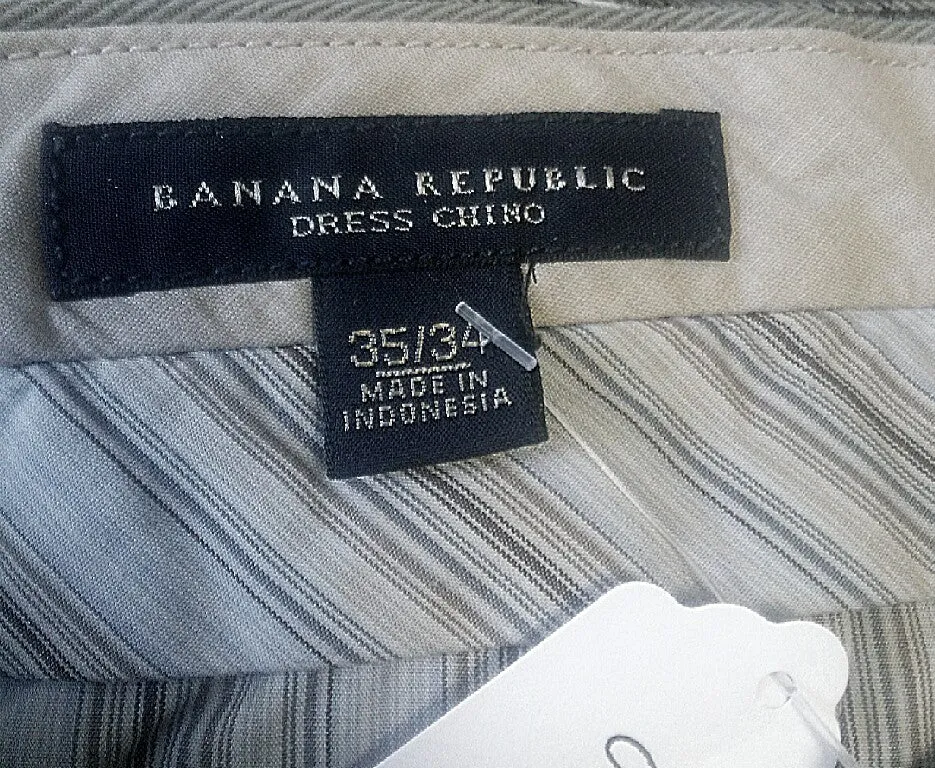 BANANA REPUBLIC
DRESS CHINO
35/34
MADE IN
INDONESIA